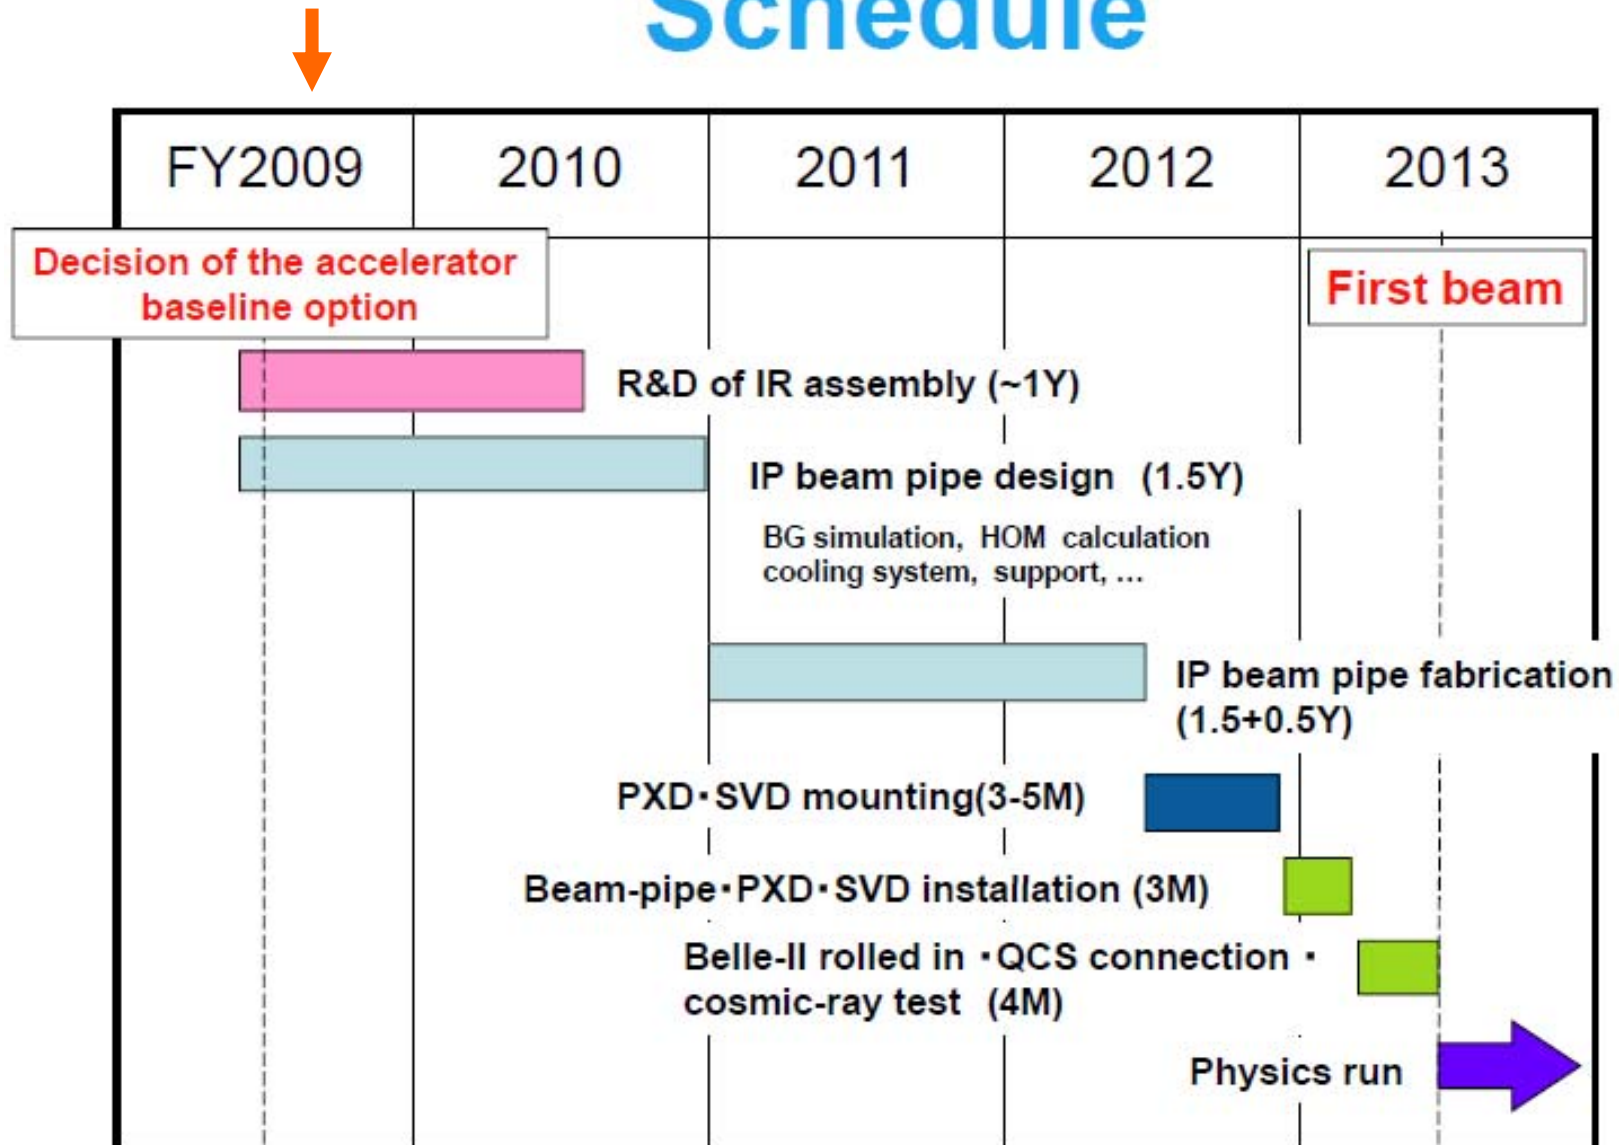 Schedule
FY2009 2010 2011 2012 2013
Decision of the accelerator
baseline option
First beam
R&D of IR assembly (~1Y)
IP beam pipe design (1.5Y)
BG simulation, HOM calculation
cooling system, support, ...
IP beam pipe fabrication
(1.5+0.5Y)
PXD・SVD mounting(3-5M)
Beam-pipe・PXD・SVD installation (3M)
Belle-II rolled in ・QCS connection ・
cosmic-ray test (4M)
Physics run